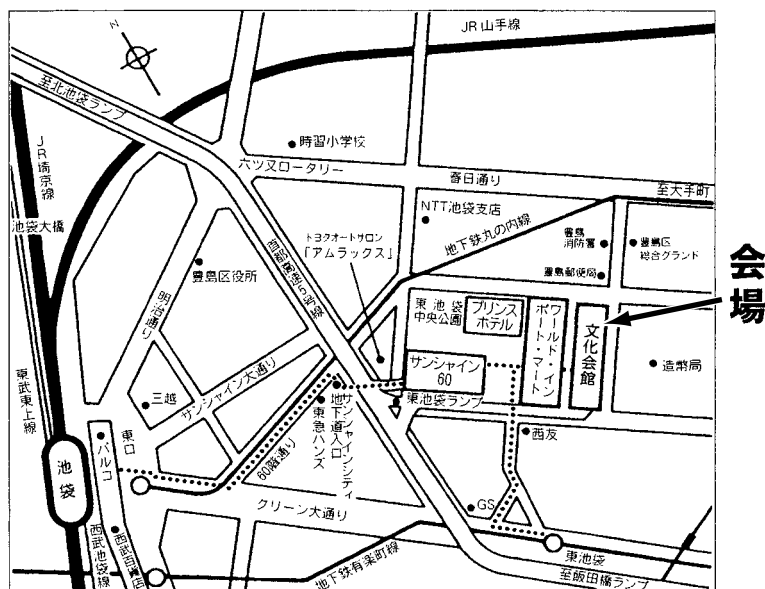 N
JR山手線
至北池袋ランプ
JR埼京線
時習小学校
六ツ又ロータリー
春日通り
至大手町
池袋大橋
NTT池袋支店
トヨタオートサロン
「アムラックス」
首都高速5号線
地下鉄丸の内線
豊島
消防署
豊島区
総合グランド
豊島郵便局
豊島区役所
明治通り
会場
東池袋
中央公園
プリンス
ホテル
ワールド・イン
ポート・マート
文化会館
サンシャイン
60
造幣局
東武東上線
三越
サンシャイン大通り
東池袋ランプ
サンシャインシティ
地下道入口
東急ハンズ
60階通り
西友
東口
パルコ
池袋
グリーン大通り
GS
西武池袋線
西武百貨店
地下鉄有楽町線
東池袋
至飯田橋ランプ